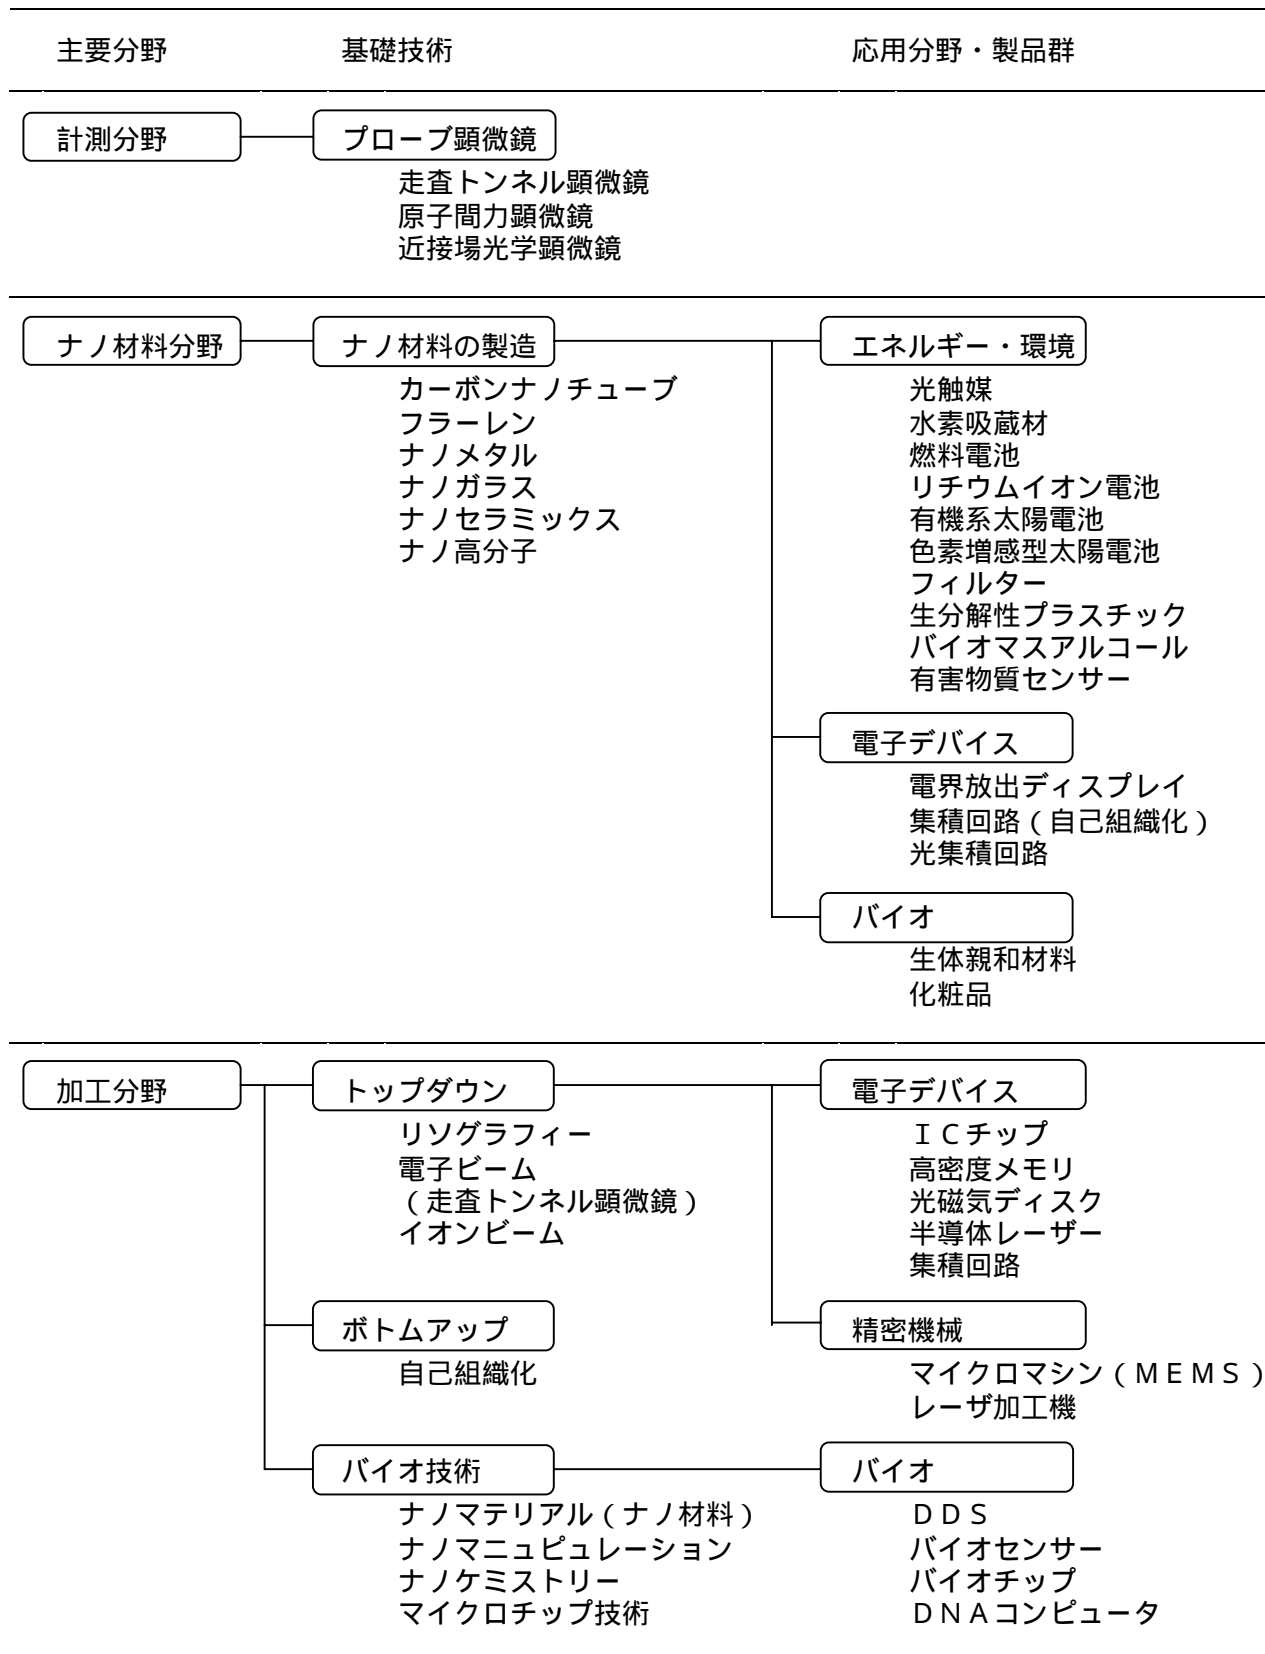 主要分野 基礎技術 応用分野・製品群
計測分野 プローブ顕微鏡
走査トンネル顕微鏡
原子間力顕微鏡
近接場光学顕微鏡
ナノ材料分野 ナノ材料の製造 エネルギー・環境
カーボンナノチューブ 光触媒
フラーレン 水素吸蔵材
ナノメタル 燃料電池
ナノガラス リチウムイオン電池
ナノセラミックス 有機系太陽電池
ナノ高分子 色素増感型太陽電池
フィルター
生分解性プラスチック
バイオマスアルコール
有害物質センサー
電子デバイス
電界放出ディスプレイ
集積回路(自己組織化)
光集積回路
バイオ
生体親和材料
化粧品
加工分野 トップダウン 電子デバイス
リソグラフィー ICチップ
電子ビーム 高密度メモリ
(走査トンネル顕微鏡) 光磁気ディスク
イオンビーム 半導体レーザー
集積回路
ボトムアップ 精密機械
自己組織化 マイクロマシン(MEMS)
レーザ加工機
バイオ技術 バイオ
ナノマテリアル(ナノ材料) DDS
ナノマニュピュレーション バイオセンサー
ナノケミストリー バイオチップ
マイクロチップ技術 DNAコンピュータ